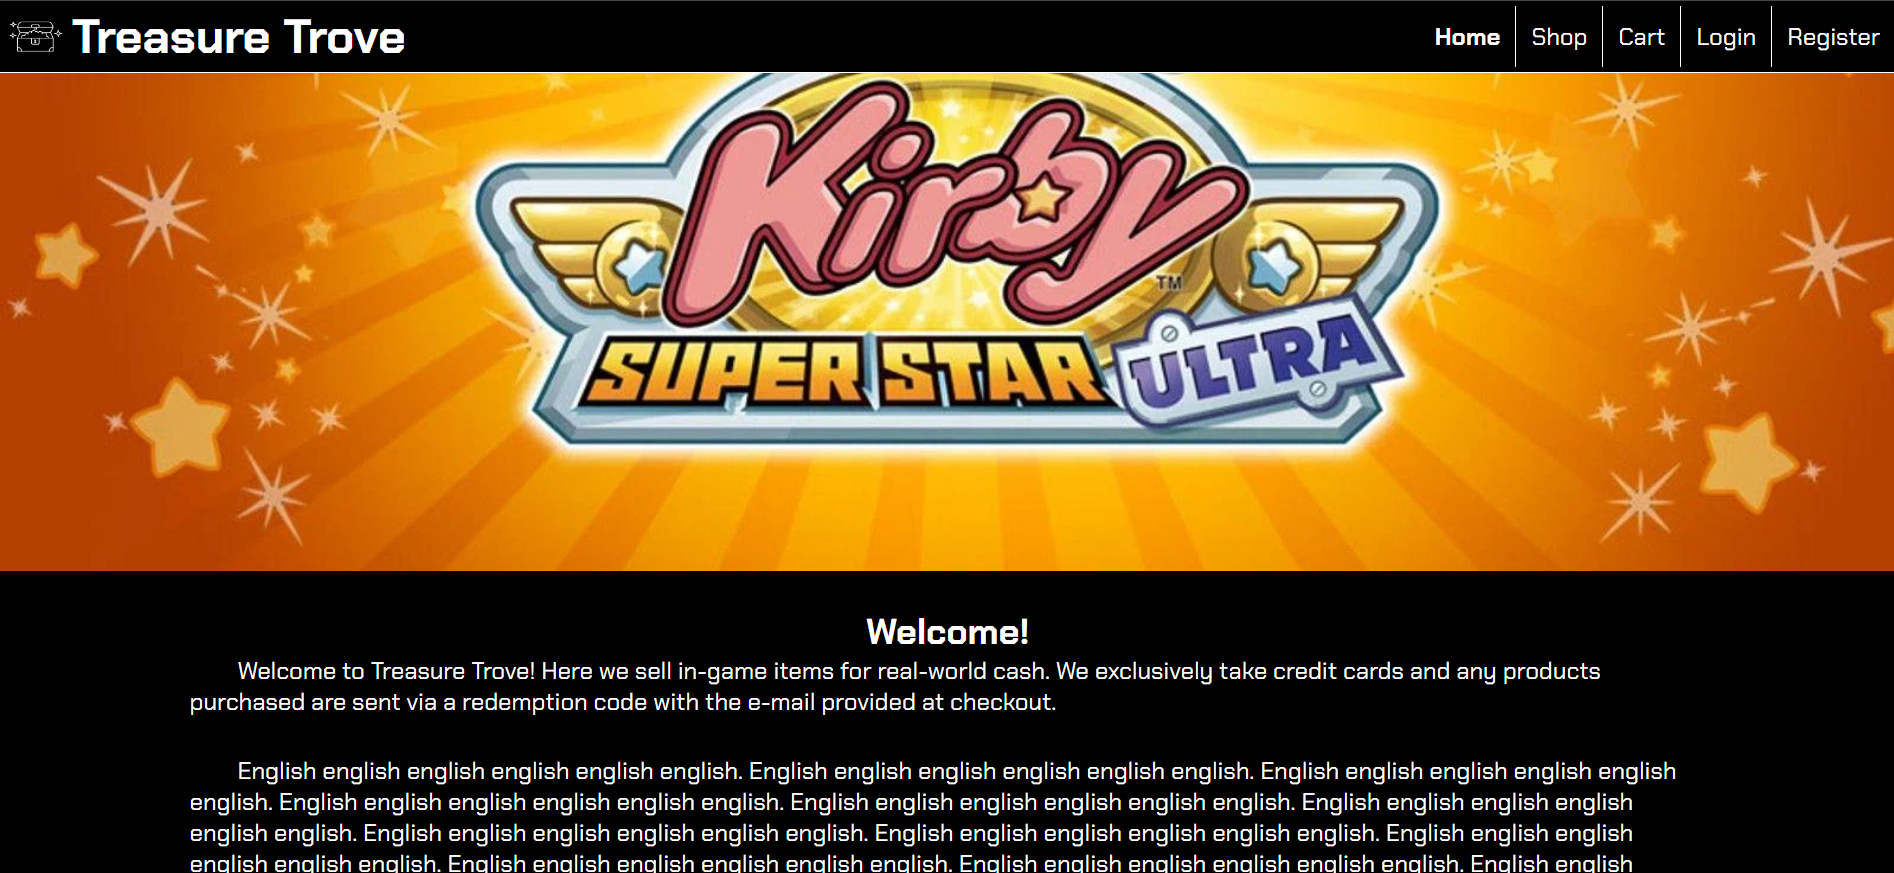 Treasure Trove
Home
Shop
Cart
Login
Register
Kirby
TM
SUPER STAR
ULTRA
Welcome!
Welcome to Treasure Trove! Here we sell in-game items for real-world cash. We exclusively take credit cards and any products
purchased are sent via a redemption code with the e-mail provided at checkout.
English english english english english english. English english english english english english. English english english english english
english. English english english english english english. English english english english english english. English english english english
english english. English english english english english english. English english english english english english. English english english
english english english. English english english english english english. English english english english english english. English english